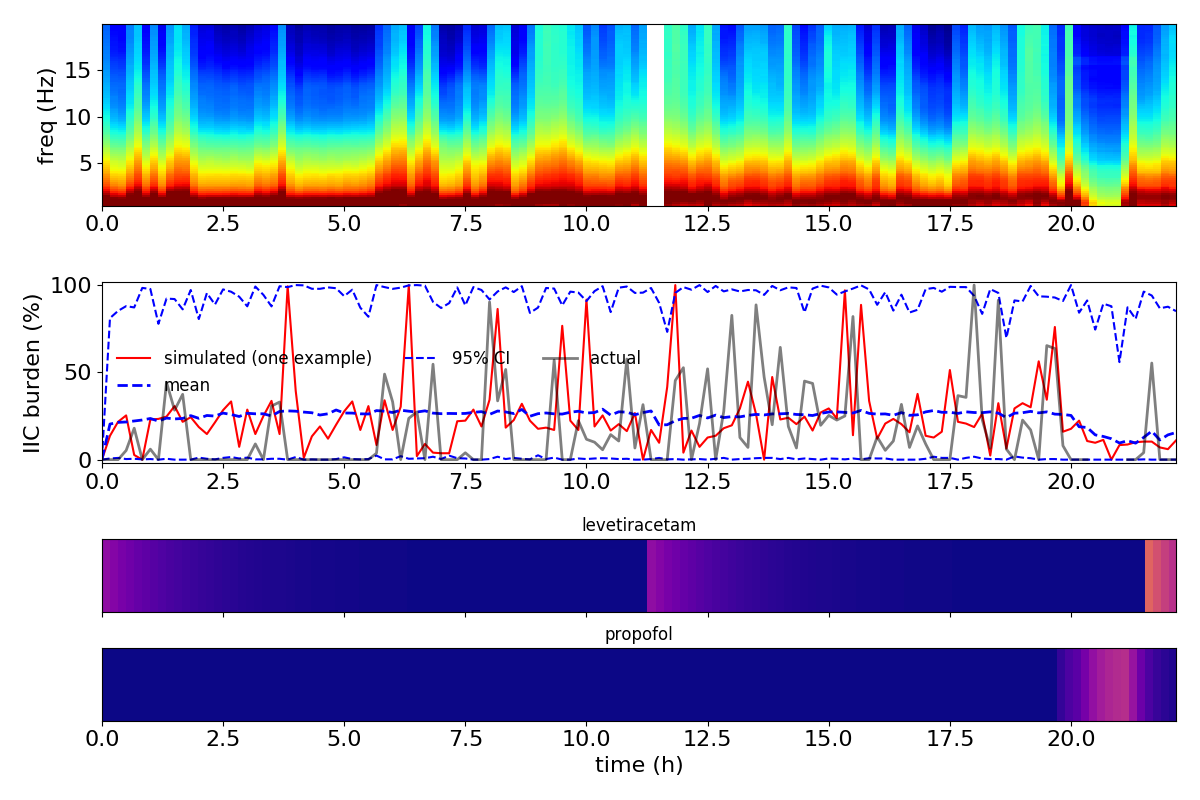 freq (Hz)
15
10
5
0.0 2.5 5.0 7.5 10.0 12.5 15.0 17.5 20.0
IIC burden (%)
100
50
0
simulated (one example) 95% CI actual
mean
0.0 2.5 5.0 7.5 10.0 12.5 15.0 17.5 20.0
levetiracetam
propofol
0.0 2.5 5.0 7.5 10.0 12.5 15.0 17.5 20.0
time (h)